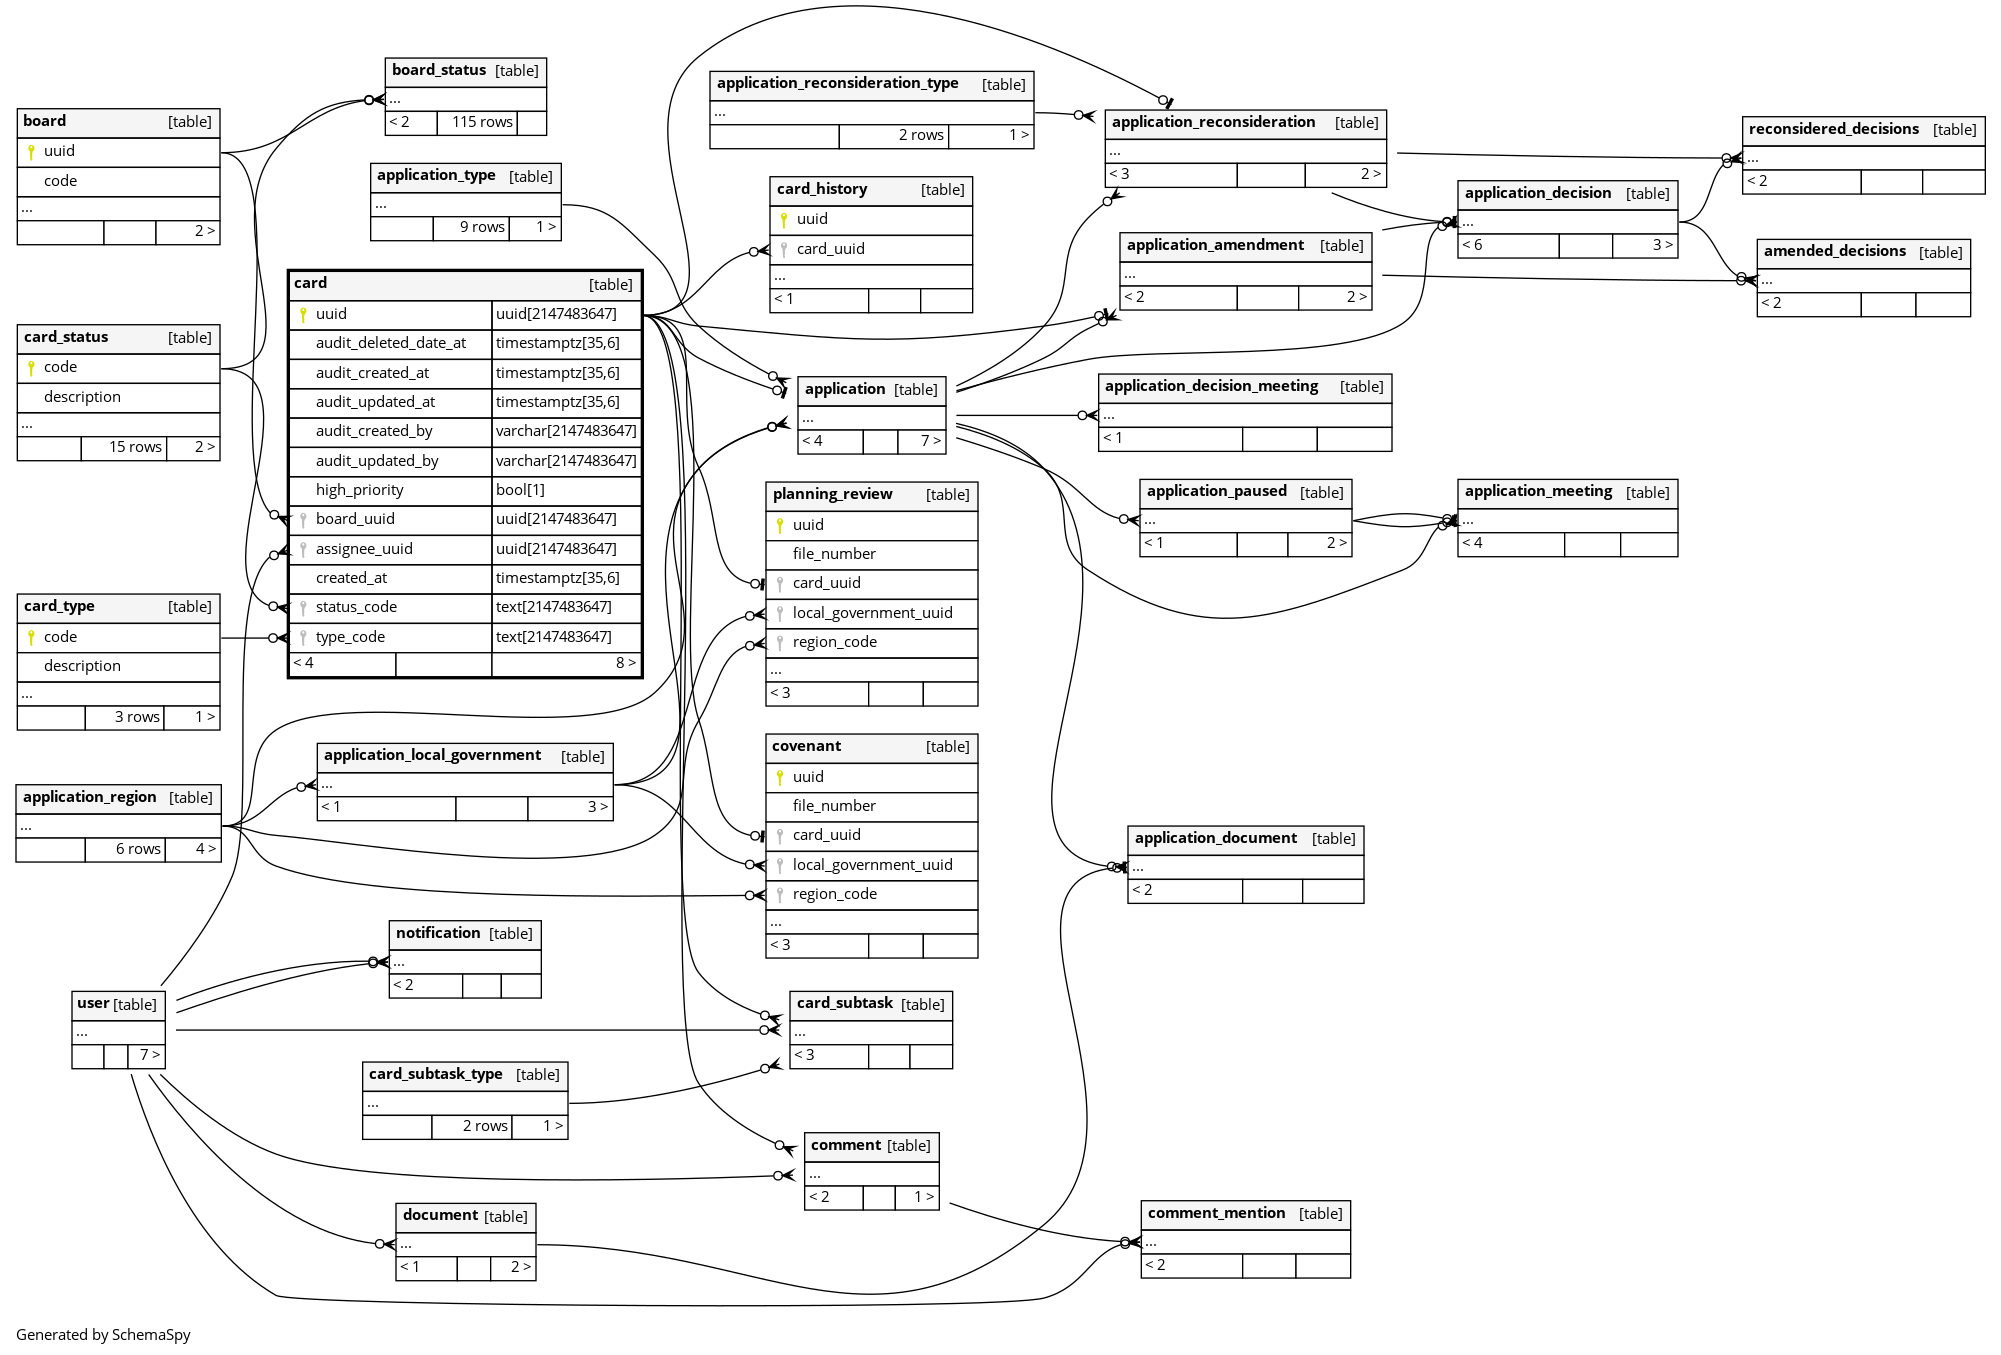 board [table]
uuid
code
...
2 >
card_status [table]
code
description
...
15 rows 2 >
card_type [table]
code
description
...
3 rows 1 >
application_region [table]
...
6 rows 4 >
user [table]
...
7 >
board_status [table]
...
< 2 115 rows
application_type [table]
...
9 rows 1 >
card [table]
uuid uuid[2147483647]
audit_deleted_date_at timestamptz[35,6]
audit_created_at timestamptz[35,6]
audit_updated_at timestamptz[35,6]
audit_created_by varchar[2147483647]
audit_updated_by varchar[2147483647]
high_priority bool[1]
board_uuid uuid[2147483647]
assignee_uuid uuid[2147483647]
created_at timestamptz[35,6]
status_code text[2147483647]
type_code text[2147483647]
< 4 8 >
application_local_government [table]
...
< 1 3 >
notification [table]
...
< 2
card_subtask_type [table]
...
2 rows 1 >
document [table]
...
< 1 2 >
application_reconsideration_type [table]
...
2 rows 1 >
card_history [table]
uuid
card_uuid
...
< 1
application [table]
...
< 4 7 >
planning_review [table]
uuid
file_number
card_uuid
local_government_uuid
region_code
...
< 3
covenant [table]
uuid
file_number
card_uuid
local_government_uuid
region_code
...
< 3
card_subtask [table]
...
< 3
comment [table]
...
< 2 1 >
application_reconsideration [table]
...
< 3 2 >
application_amendment [table]
...
< 2 2 >
application_decision_meeting [table]
...
< 1
application_paused [table]
...
< 1 2 >
application_document [table]
...
< 2
comment_mention [table]
...
< 2
application_decision [table]
...
< 6 3 >
application_meeting [table]
...
< 4
reconsidered_decisions [table]
...
< 2
amended_decisions [table]
...
< 2
Generated by SchemaSpy